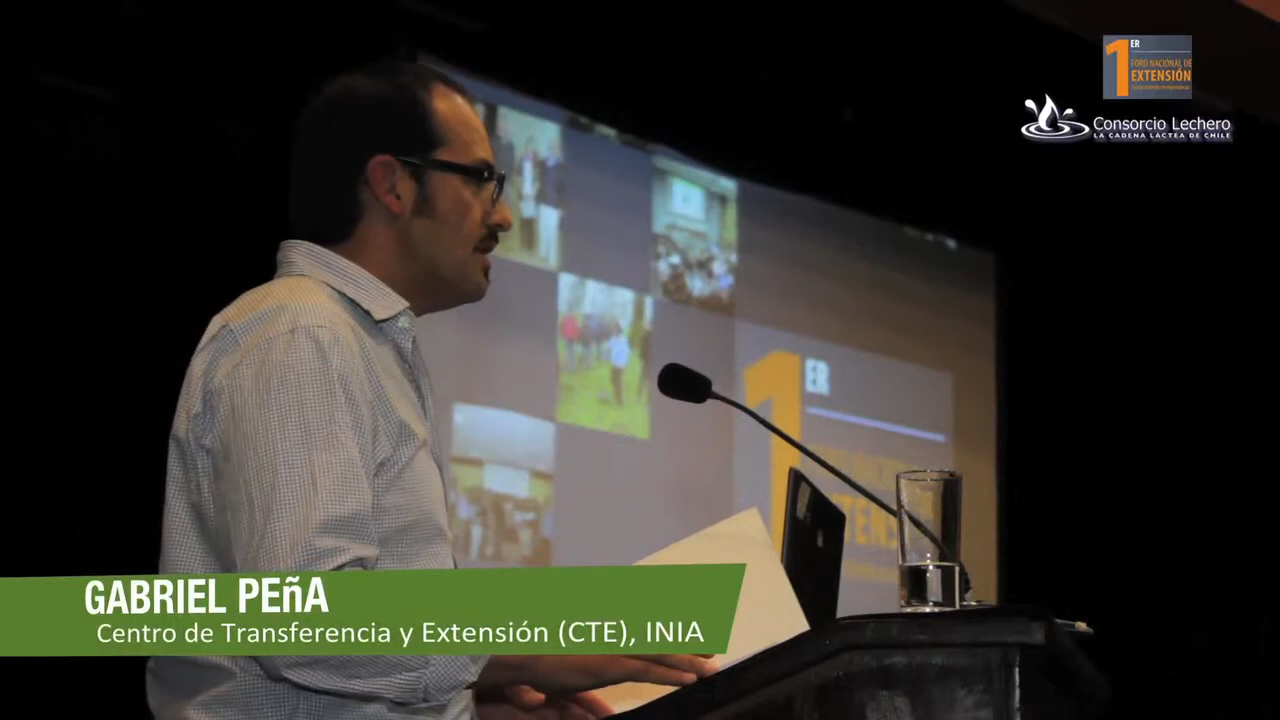 1ER
FORO NACIONAL DE
EXTENSIÓN
Consorcio Lechero
LA CADENA LÁCTEA DE CHILE
1ER
GABRIEL PEñA
Centro de Transferencia y Extensión (CTE), INIA